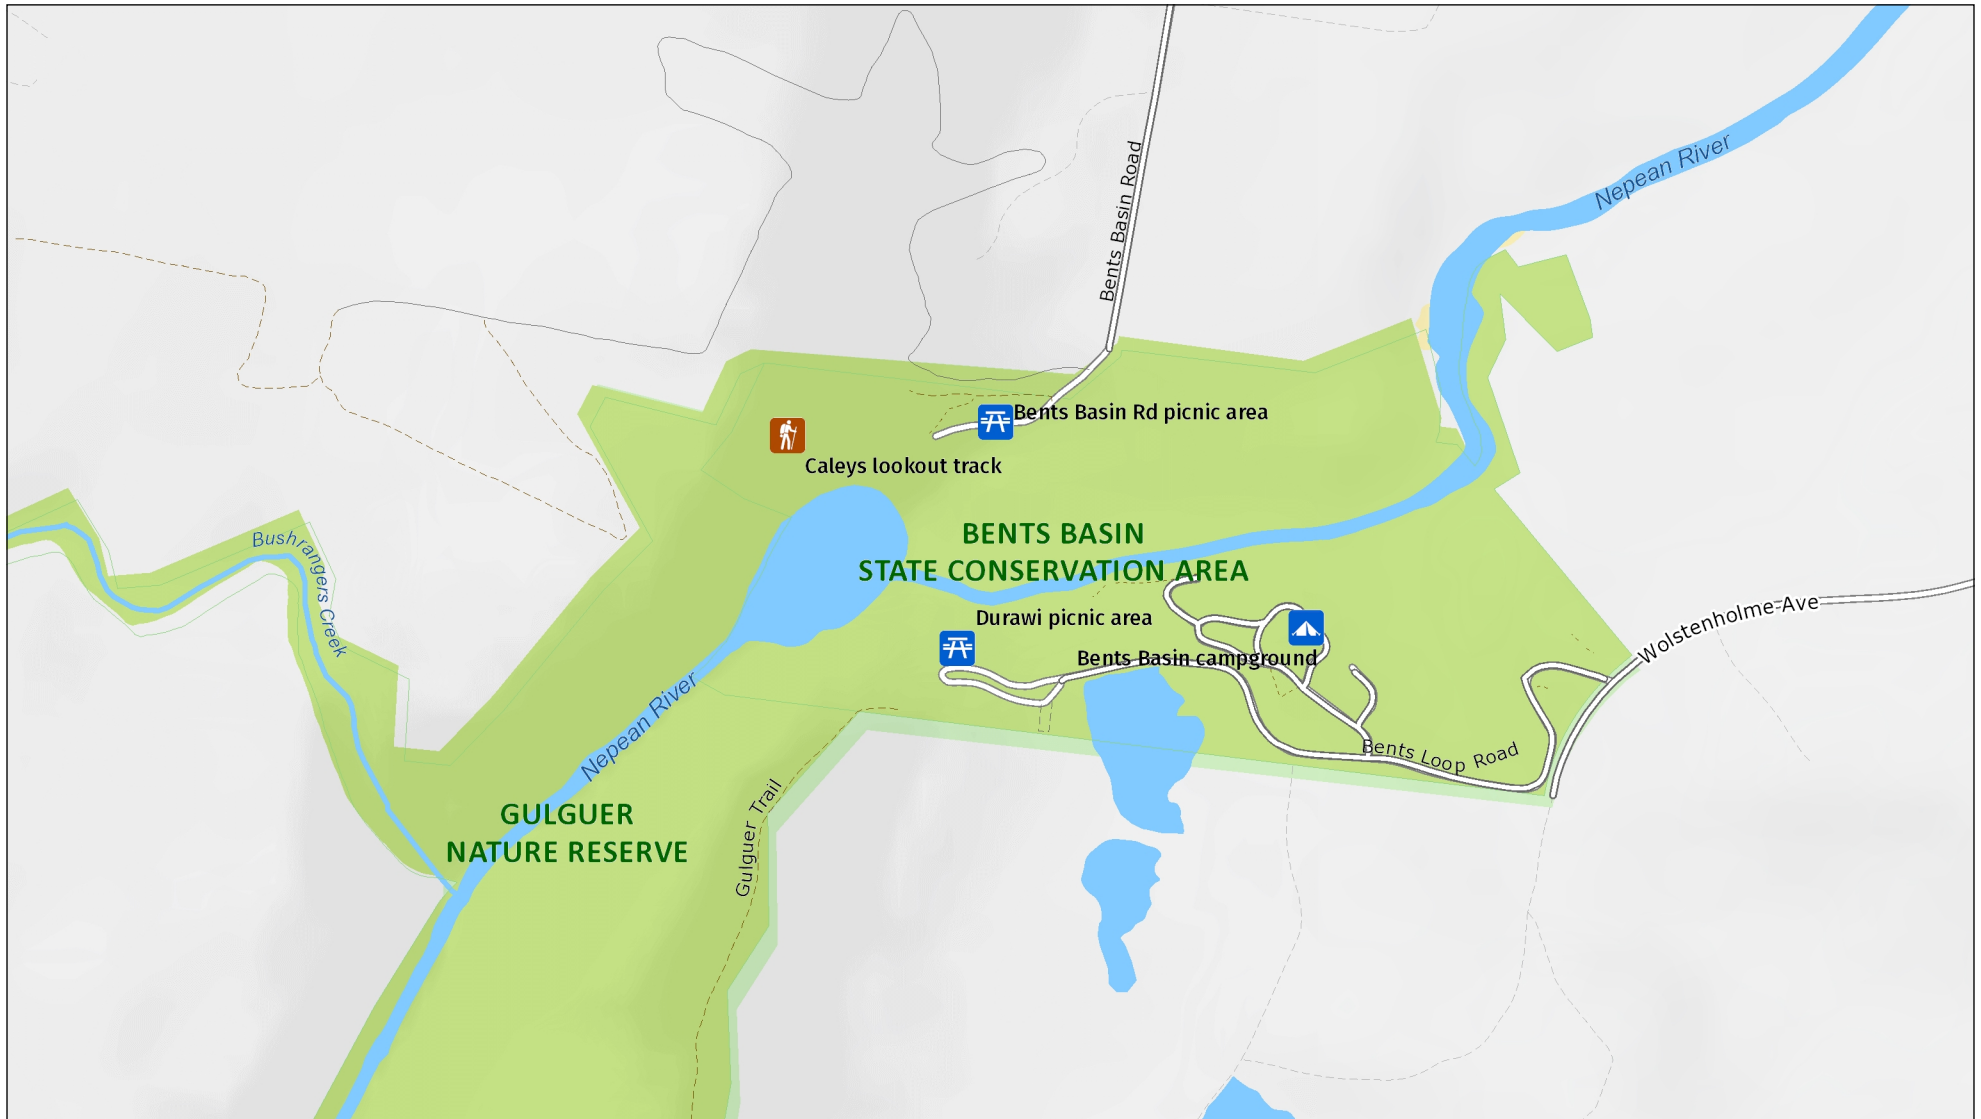 Bents Basin Road
Nepean River
Bents Basin Rd picnic area
Caleys lookout track
BENTS BASIN
STATE CONSERVATION AREA
Bushrangers Creek
Durawi picnic area
Wolstenholme Ave
Bents Basin campground
Nepean River
Bents Loop Road
Gulguer Trail
GULGUER
NATURE RESERVE